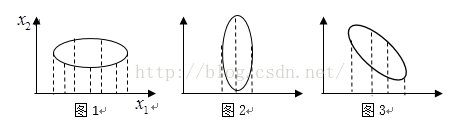 x₂
http://blog.csdn.net/
x₁
图 1↵ 图 2↵ 图 3↵